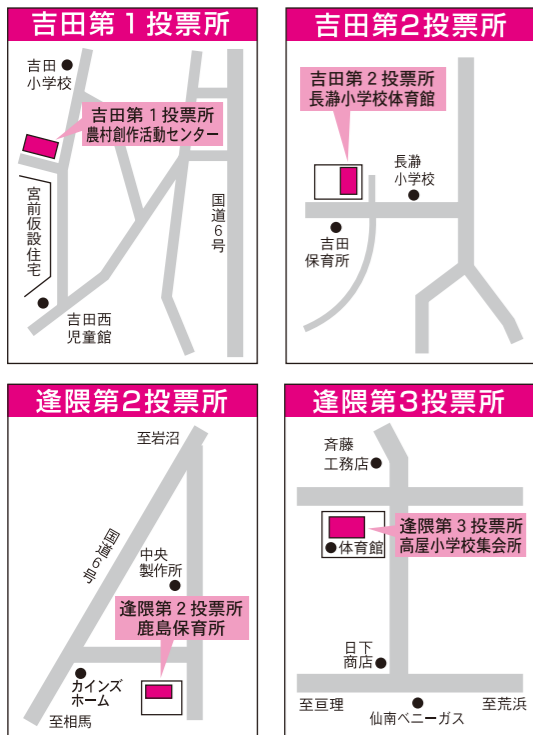 吉田第1投票所
吉田
小学校
吉田第1投票所
農村創作活動センター
宮前仮設住宅
国道6号
吉田西
児童館
吉田第2投票所
吉田第2投票所
長瀞小学校体育館
長瀞
小学校
吉田
保育所
逢隈第2投票所
至岩沼
国道6号
中央
製作所
逢隈第2投票所
鹿島保育所
カインズ
ホーム
至相馬
逢隈第3投票所
斉藤
工務店
逢隈第3投票所
高屋小学校集会所
体育館
日下
商店
至亘理
仙南ベニーガス
至荒浜